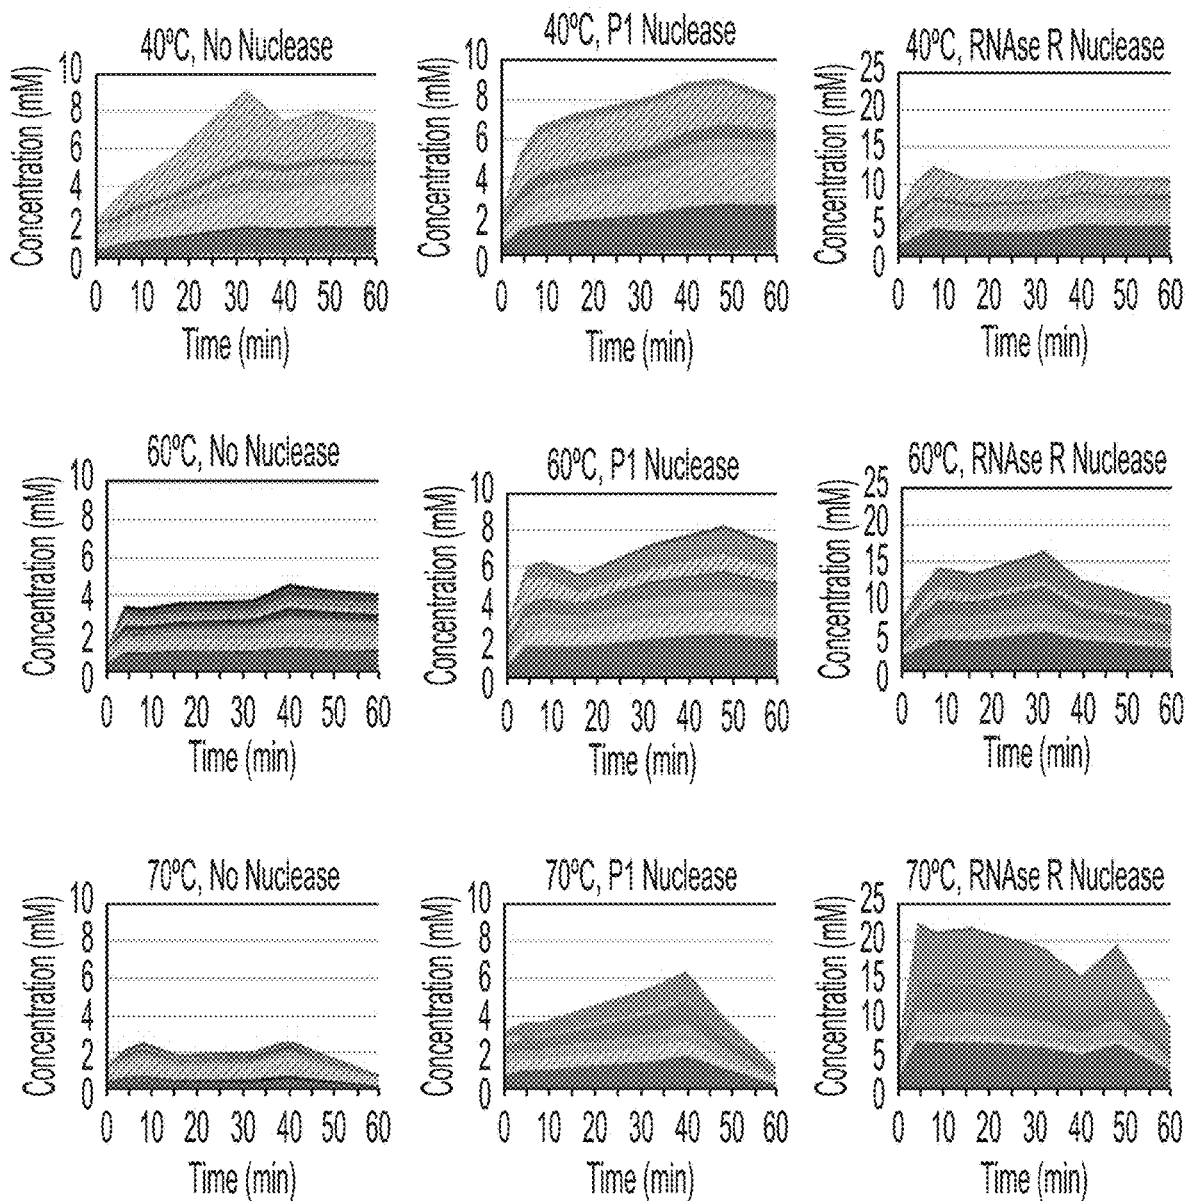 40ºC, No Nuclease
Concentration (mM)
10
8
6
4
2
0
0 10 20 30 40 50 60
Time (min)
40ºC, P1 Nuclease
Concentration (mM)
10
8
6
4
2
0
0 10 20 30 40 50 60
Time (min)
40ºC, RNAse R Nuclease
Concentration (mM)
25
20
15
10
5
0
0 10 20 30 40 50 60
Time (min)
60ºC, No Nuclease
Concentration (mM)
10
8
6
4
2
0
0 10 20 30 40 50 60
Time (min)
60ºC, P1 Nuclease
Concentration (mM)
10
8
6
4
2
0
0 10 20 30 40 50 60
Time (min)
60ºC, RNAse R Nuclease
Concentration (mM)
25
20
15
10
5
0
0 10 20 30 40 50 60
Time (min)
70ºC, No Nuclease
Concentration (mM)
10
8
6
4
2
0
0 10 20 30 40 50 60
Time (min)
70ºC, P1 Nuclease
Concentration (mM)
10
8
6
4
2
0
0 10 20 30 40 50 60
Time (min)
70ºC, RNAse R Nuclease
Concentration (mM)
25
20
15
10
5
0
0 10 20 30 40 50 60
Time (min)